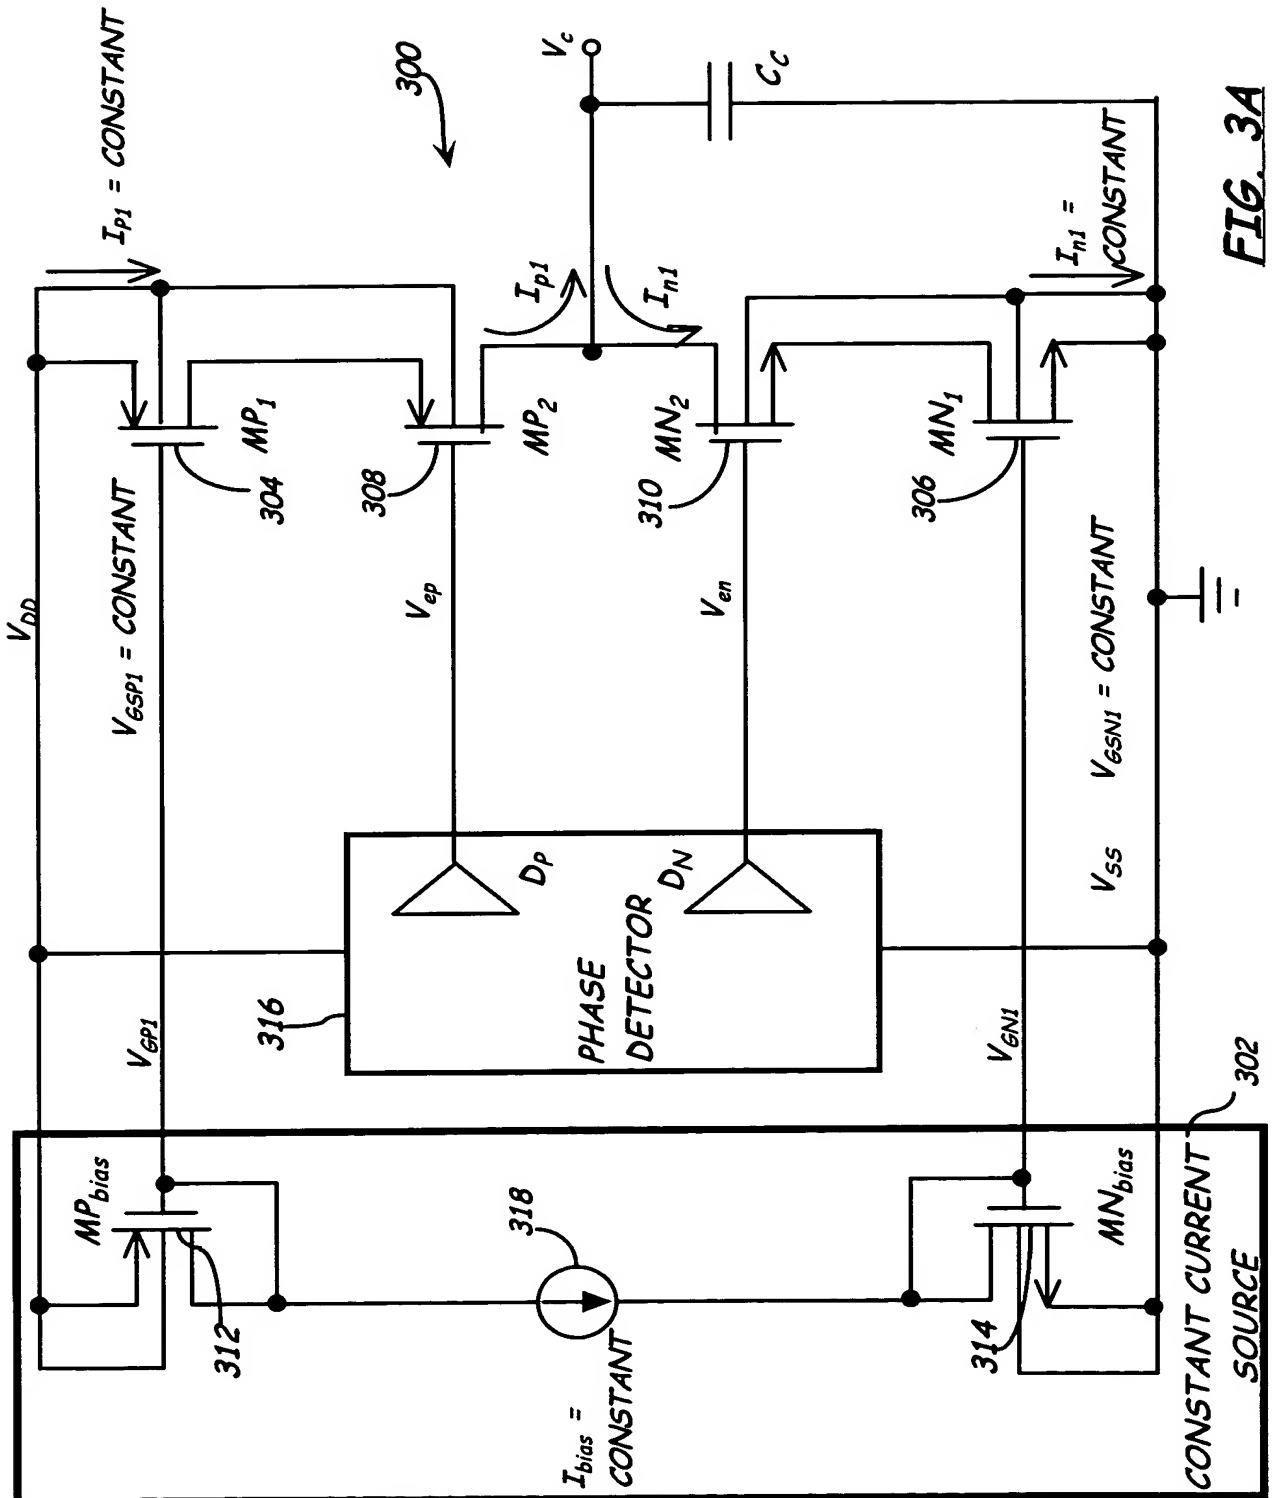 V_DD
I_P1 = CONSTANT
V_GSP1 = CONSTANT
304
MP_1
300
V_ep
308
MP_2
I_p1
V_c
C_C
V_en
310
MN_2
I_n1
306
MN_1
I_n1 =
CONSTANT
V_SS
V_GSN1 = CONSTANT
316
PHASE
DETECTOR
D_P
D_N
V_GP1
V_GN1
MP_bias
312
318
I_bias =
CONSTANT
314
MN_bias
302
CONSTANT CURRENT
SOURCE
FIG. 3A